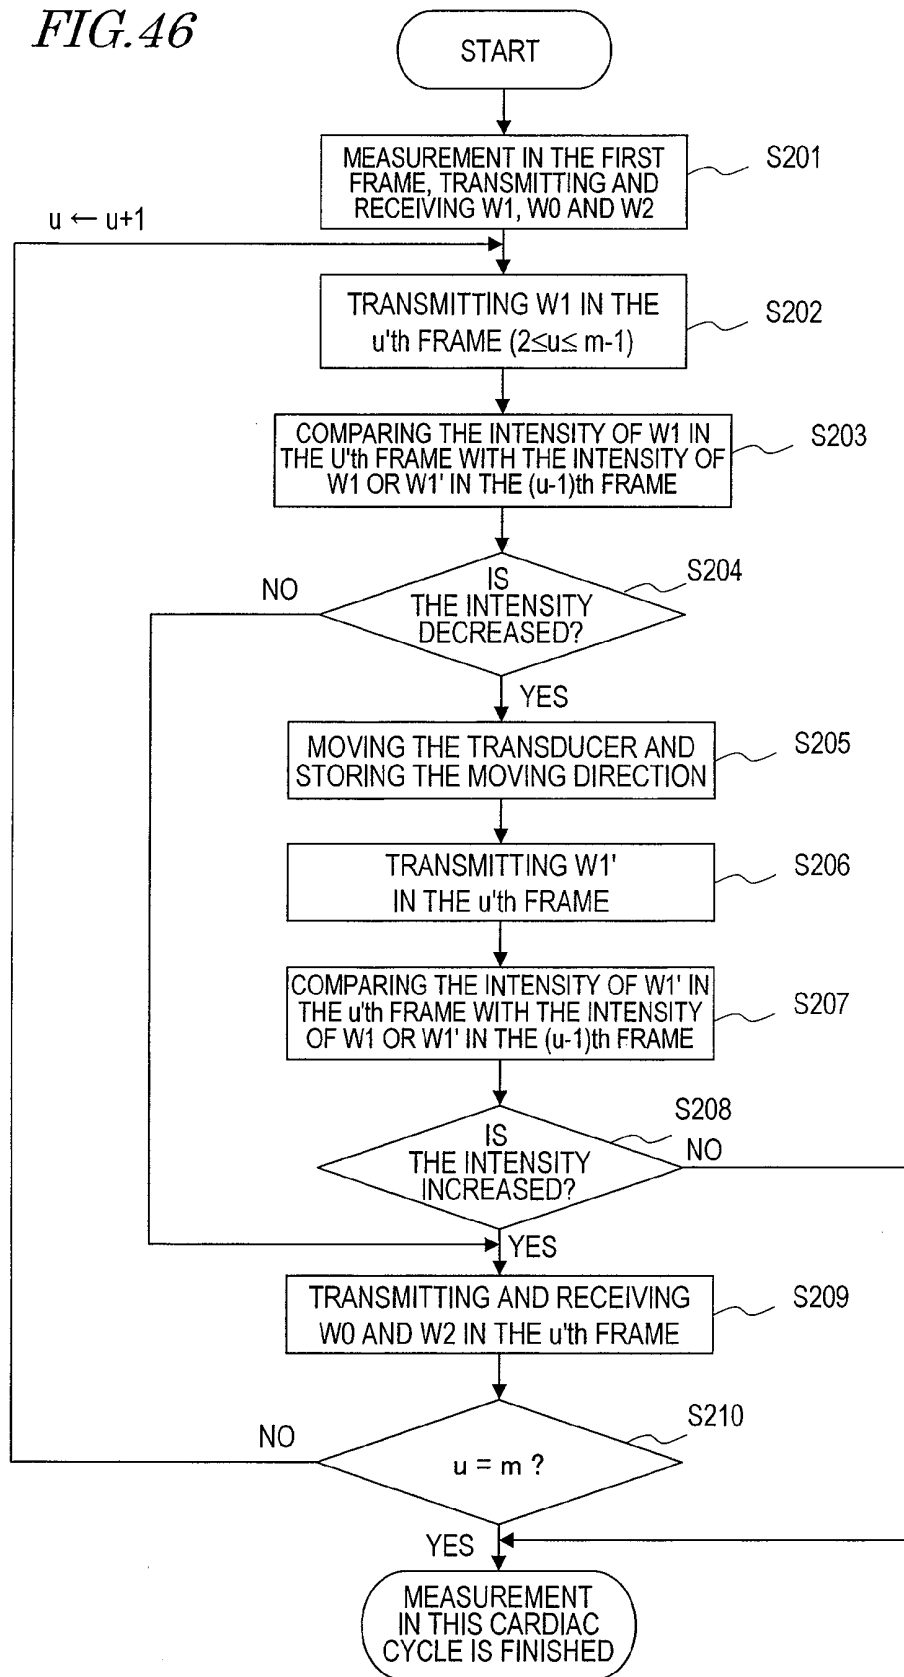 FIG.46
START
MEASUREMENT IN THE FIRST
FRAME, TRANSMITTING AND
RECEIVING W1, W0 AND W2
S201
u ← u+1
TRANSMITTING W1 IN THE
u'th FRAME (2≤u≤ m-1)
S202
COMPARING THE INTENSITY OF W1 IN
THE U'th FRAME WITH THE INTENSITY OF
W1 OR W1' IN THE (u-1)th FRAME
S203
IS
THE INTENSITY
DECREASED?
S204
NO
YES
MOVING THE TRANSDUCER AND
STORING THE MOVING DIRECTION
S205
TRANSMITTING W1'
IN THE u'th FRAME
S206
COMPARING THE INTENSITY OF W1' IN
THE u'th FRAME WITH THE INTENSITY
OF W1 OR W1' IN THE (u-1)th FRAME
S207
IS
THE INTENSITY
INCREASED?
S208
NO
YES
TRANSMITTING AND RECEIVING
W0 AND W2 IN THE u'th FRAME
S209
u = m ?
S210
NO
YES
MEASUREMENT
IN THIS CARDIAC
CYCLE IS FINISHED